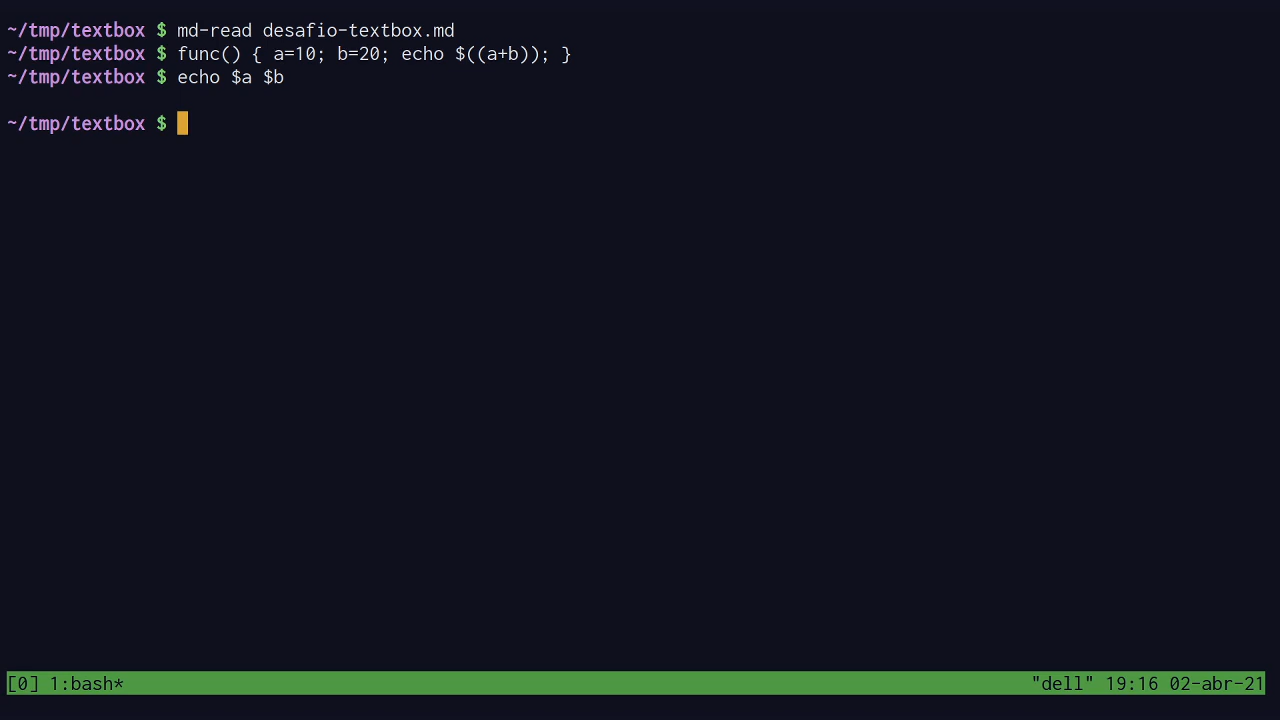 ~/tmp/textbox $ md-read desafio-textbox.md
~/tmp/textbox $ func() { a=10; b=20; echo $((a+b)); }
~/tmp/textbox $ echo $a $b
~/tmp/textbox $
[0] 1:bash* "dell" 19:16 02-abr-21